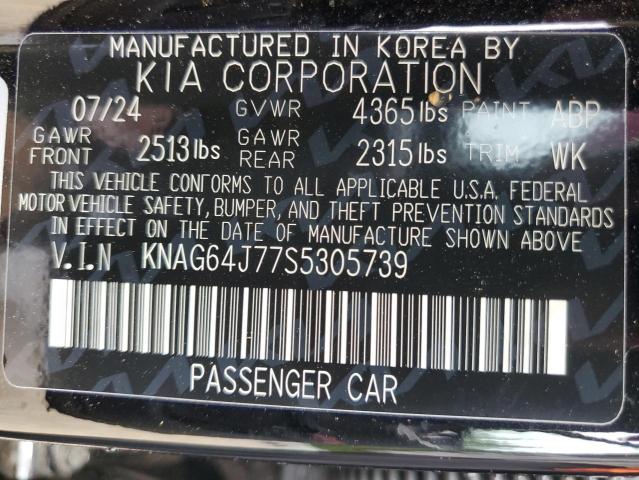 MANUFACTURED IN KOREA BY
KIA CORPORATION
07/24 GVWR 4365 lbs PAINT ABP
GAWR FRONT 2513 lbs GAWR REAR 2315 lbs TRIM WK
THIS VEHICLE CONFORMS TO ALL APPLICABLE U.S.A. FEDERAL
MOTOR VEHICLE SAFETY, BUMPER, AND THEFT PREVENTION STANDARDS
IN EFFECT ON THE DATE OF MANUFACTURE SHOWN ABOVE
V.I.N KNAG64J77S5305739
PASSENGER CAR